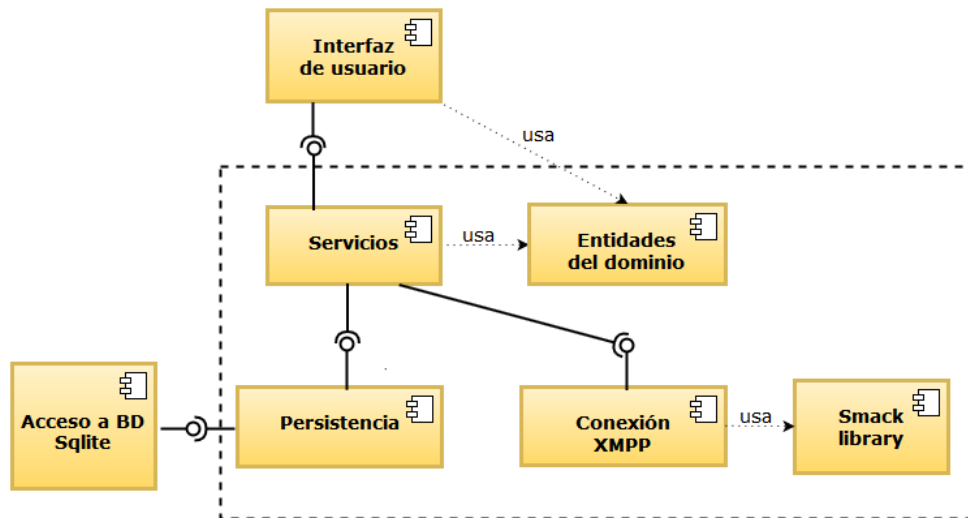 Interfaz
de usuario
usa
Servicios
usa
Entidades
del dominio
Acceso a BD
Sqlite
Persistencia
Conexión
XMPP
usa
Smack
library